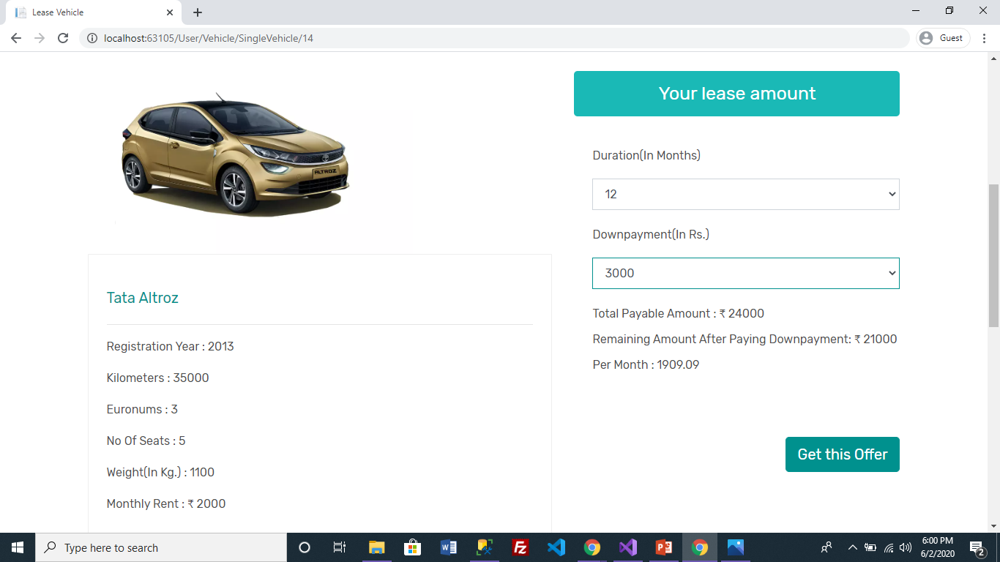 Lease Vehicle
localhost:63105/User/Vehicle/SingleVehicle/14
Guest
ALTROZ
Tata Altroz
Registration Year : 2013
Kilometers : 35000
Euronums : 3
No Of Seats : 5
Weight(In Kg.) : 1100
Monthly Rent : ₹ 2000
Your lease amount
Duration(In Months)
12
Downpayment(In Rs.)
3000
Total Payable Amount : ₹ 24000
Remaining Amount After Paying Downpayment: ₹ 21000
Per Month : 1909.09
Get this Offer
Type here to search
6:00 PM
6/2/2020
2